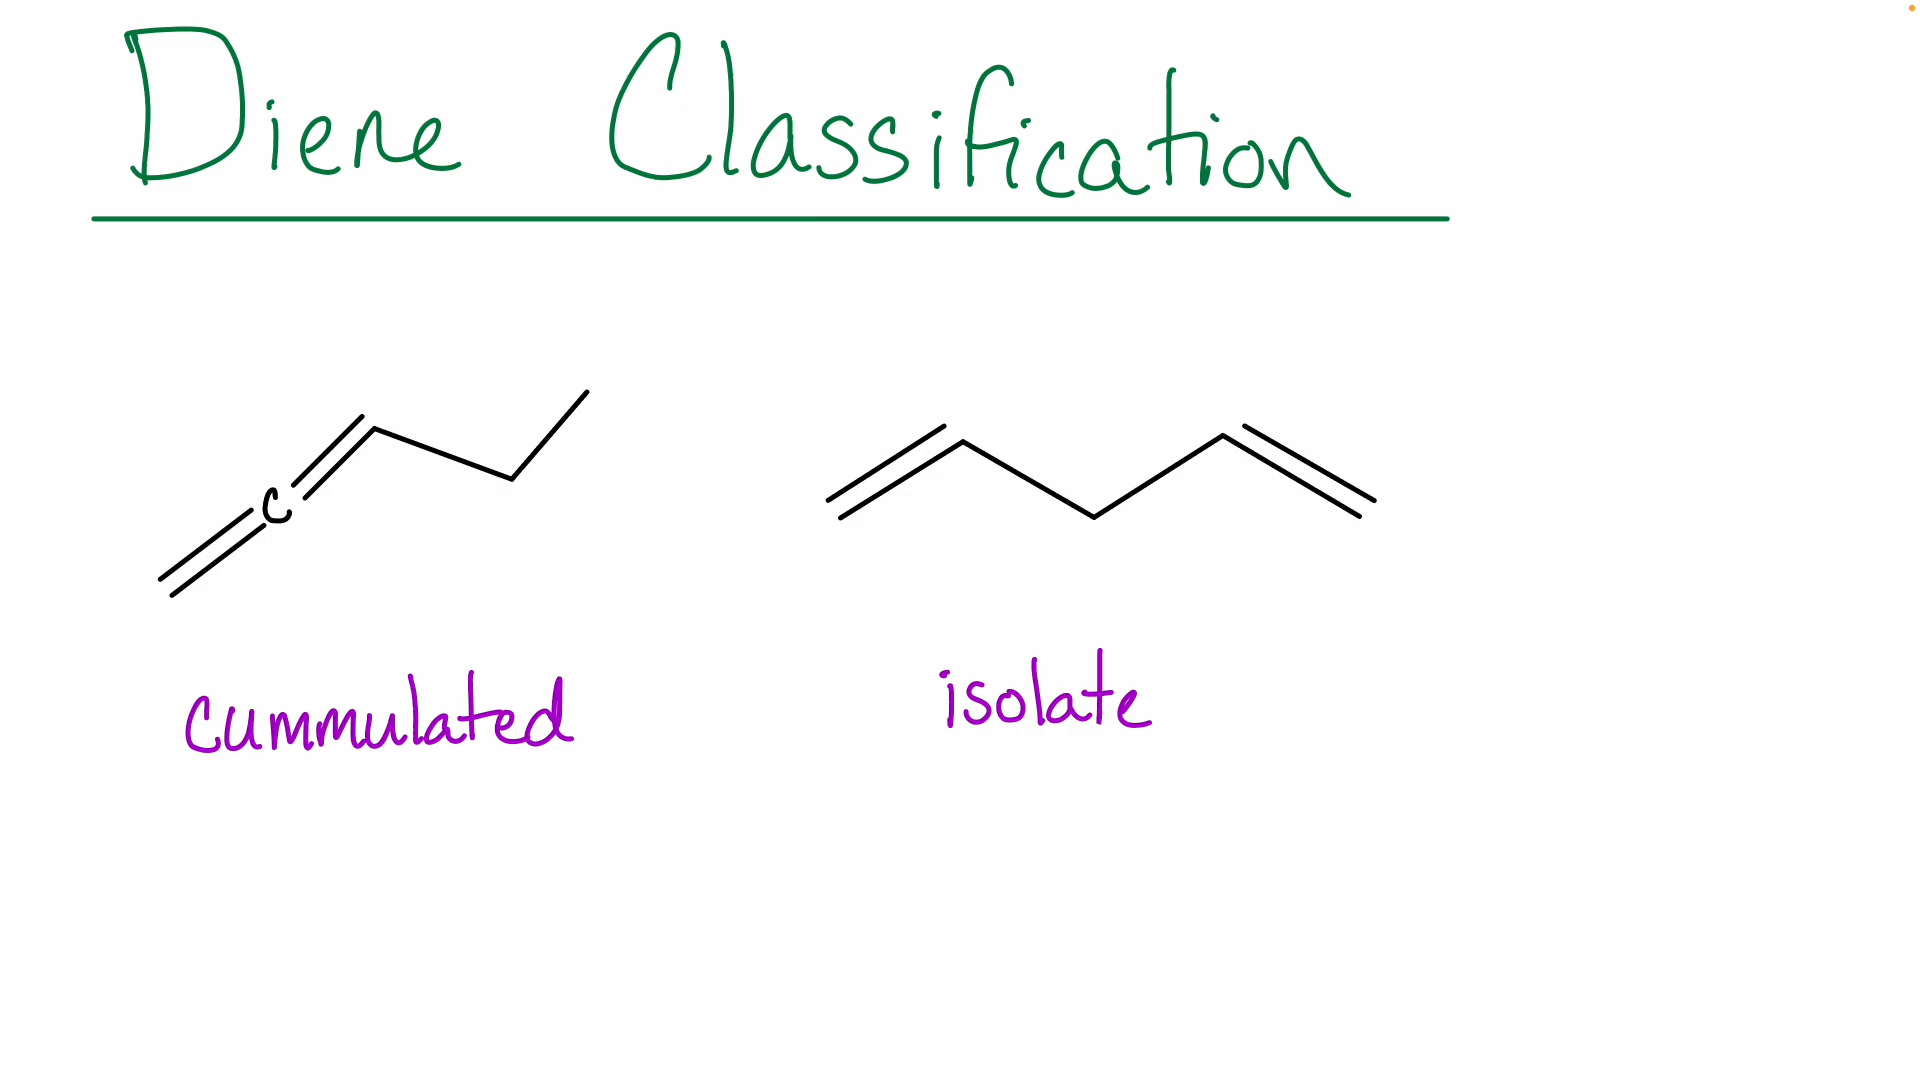 Diene Classification
C
cummulated
isolate